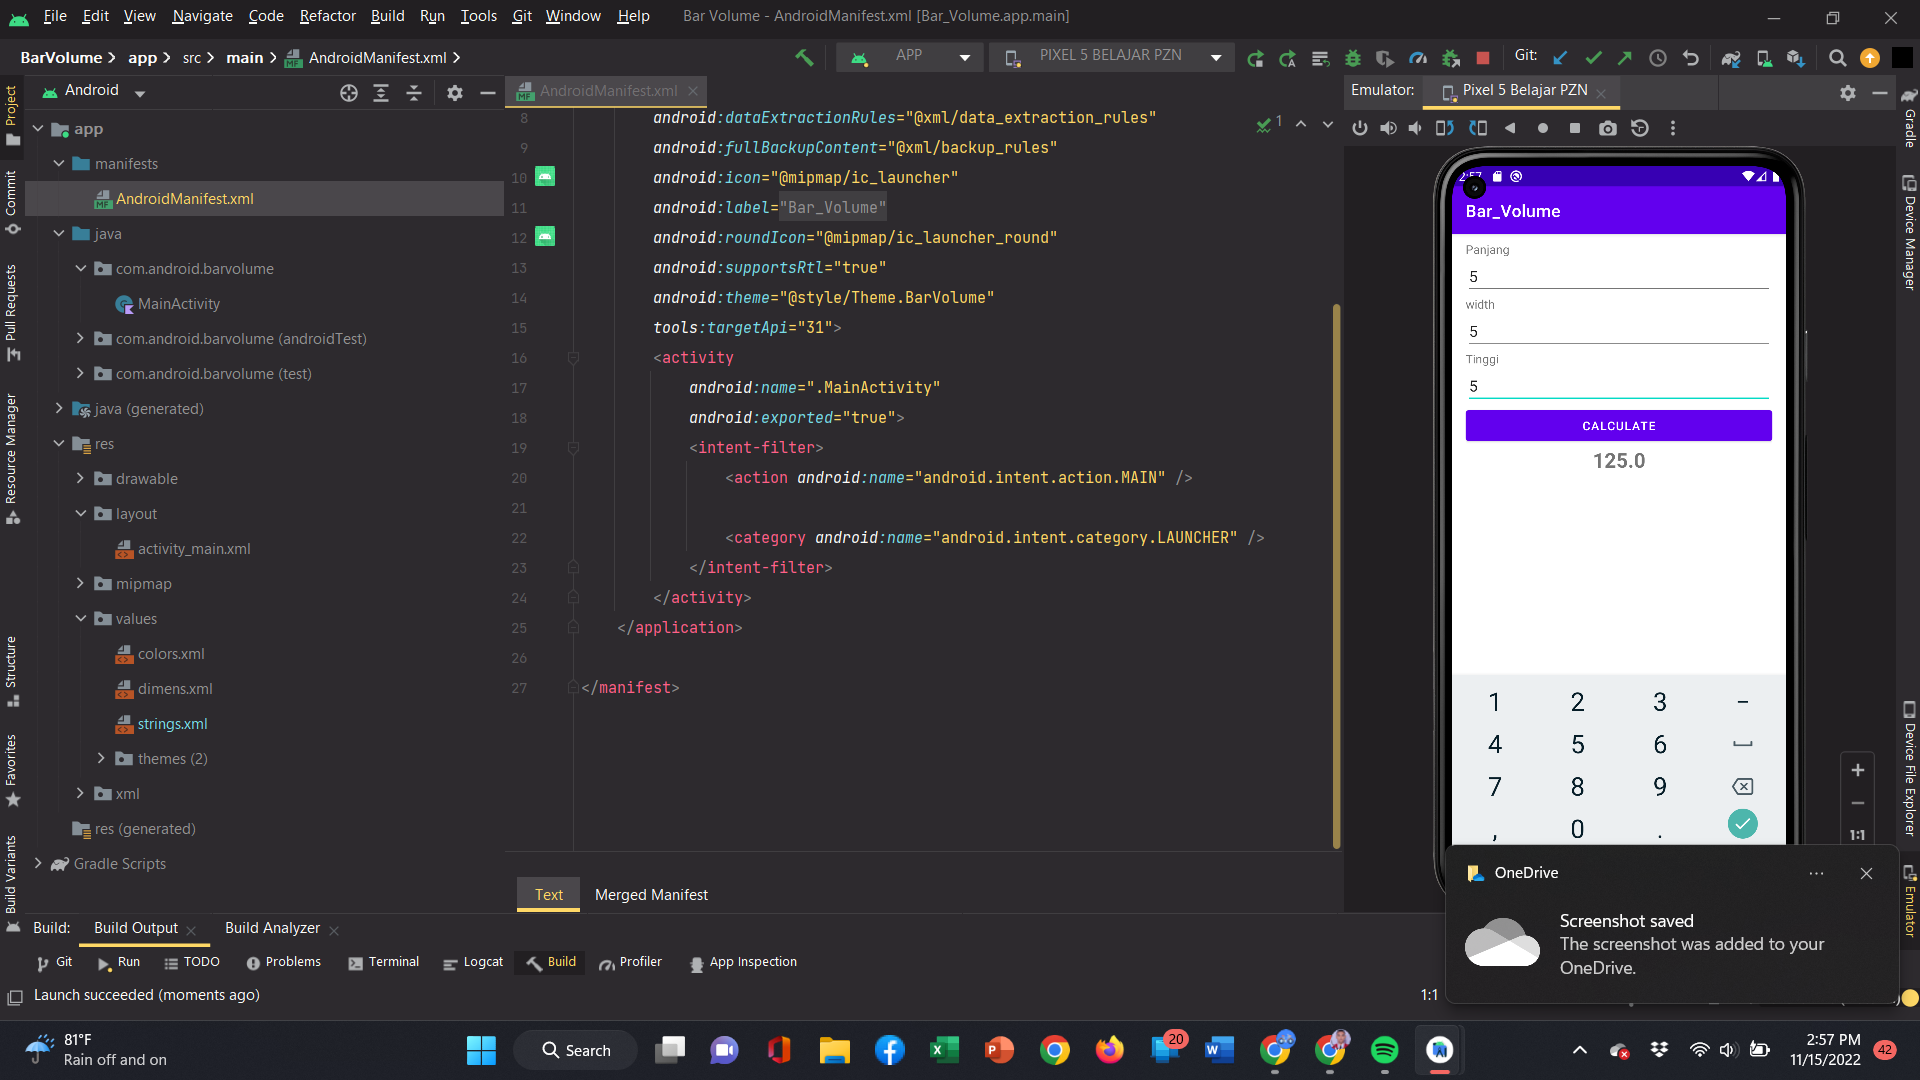 File Edit View Navigate Code Refactor Build Run Tools Git Window Help Bar Volume - AndroidManifest.xml [Bar_Volume.app.main]
BarVolume app src main AndroidManifest.xml APP PIXEL 5 BELAJAR PZN Git:
Project
Commit
Pull Requests
Resource Manager
Structure
Favorites
Build Variants
Android
app
manifests
AndroidManifest.xml
java
com.android.barvolume
MainActivity
com.android.barvolume (androidTest)
com.android.barvolume (test)
java (generated)
res
drawable
layout
activity_main.xml
mipmap
values
colors.xml
dimens.xml
strings.xml
themes (2)
xml
res (generated)
Gradle Scripts
AndroidManifest.xml
1
8 android:dataExtractionRules="@xml/data_extraction_rules"
9 android:fullBackupContent="@xml/backup_rules"
10 android:icon="@mipmap/ic_launcher"
11 android:label="Bar_Volume"
12 android:roundIcon="@mipmap/ic_launcher_round"
13 android:supportsRtl="true"
14 android:theme="@style/Theme.BarVolume"
15 tools:targetApi="31">
16 <activity
17 android:name=".MainActivity"
18 android:exported="true">
19 <intent-filter>
20 <action android:name="android.intent.action.MAIN" />
21
22 <category android:name="android.intent.category.LAUNCHER" />
23 </intent-filter>
24 </activity>
25 </application>
26
27 </manifest>
Text Merged Manifest
Emulator: Pixel 5 Belajar PZN
2:57
Bar_Volume
Panjang
5
width
5
Tinggi
5
CALCULATE
125.0
1 2 3 -
4 5 6
7 8 9
, 0 .
1:1
Gradle
Device Manager
Device File Explorer
Emulator
OneDrive
Screenshot saved
The screenshot was added to your
OneDrive.
Build: Build Output Build Analyzer
Git Run TODO Problems Terminal Logcat Build Profiler App Inspection
Launch succeeded (moments ago) 1:1
81°F
Rain off and on
Search
20
2:57 PM
11/15/2022
42